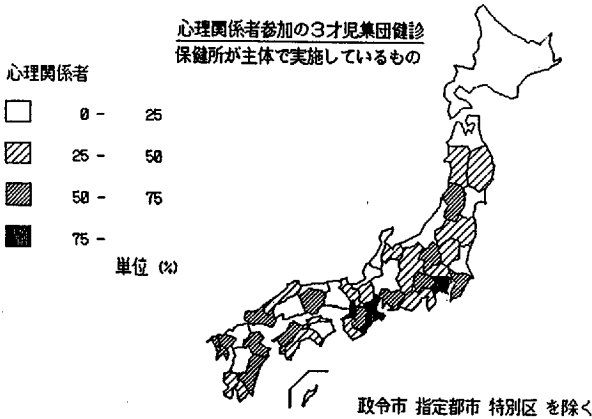 心理関係者参加の3才児集団健診
保健所が主体で実施しているもの
心理関係者
0 - 25
25 - 50
50 - 75
75 -
単位 (%)
政令市 指定都市 特別区 を除く